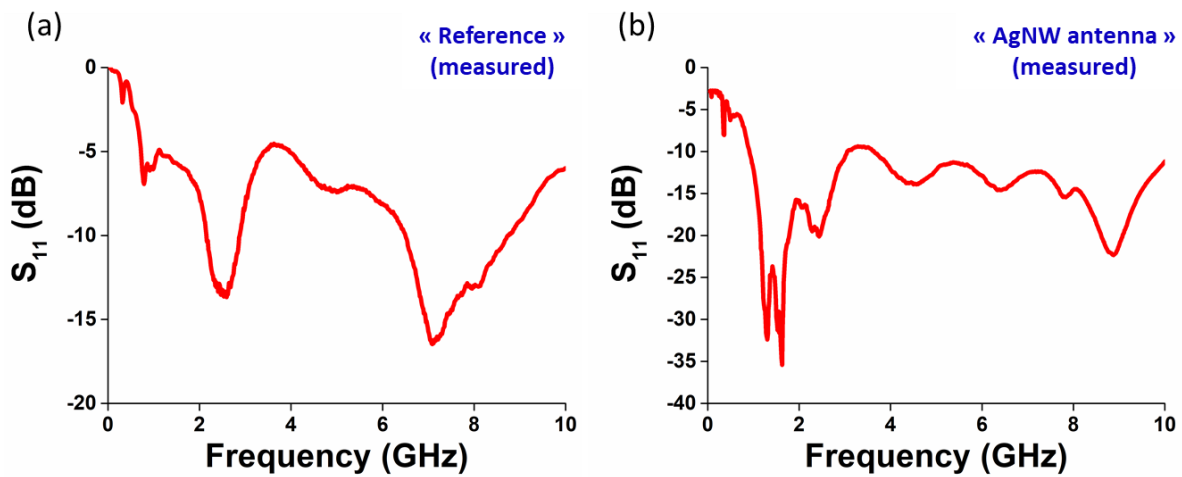 (a)
« Reference »
(measured)
0
-5
-10
-15
-20
S11 (dB)
0 2 4 6 8 10
Frequency (GHz)
(b)
« AgNW antenna »
(measured)
0
-5
-10
-15
-20
-25
-30
-35
-40
S11 (dB)
0 2 4 6 8 10
Frequency (GHz)